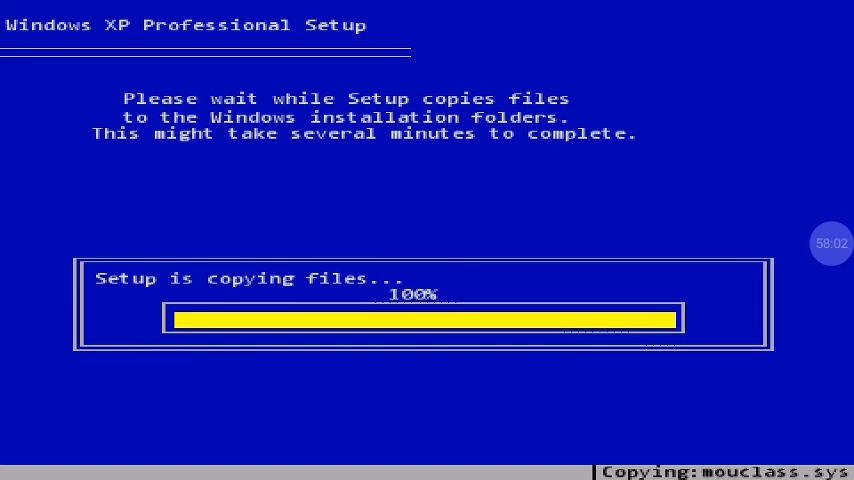 Windows XP Professional Setup
Please wait while Setup copies files
to the Windows installation folders.
This might take several minutes to complete.
58:02
Setup is copying files...
100%
Copying:mouclass.sys